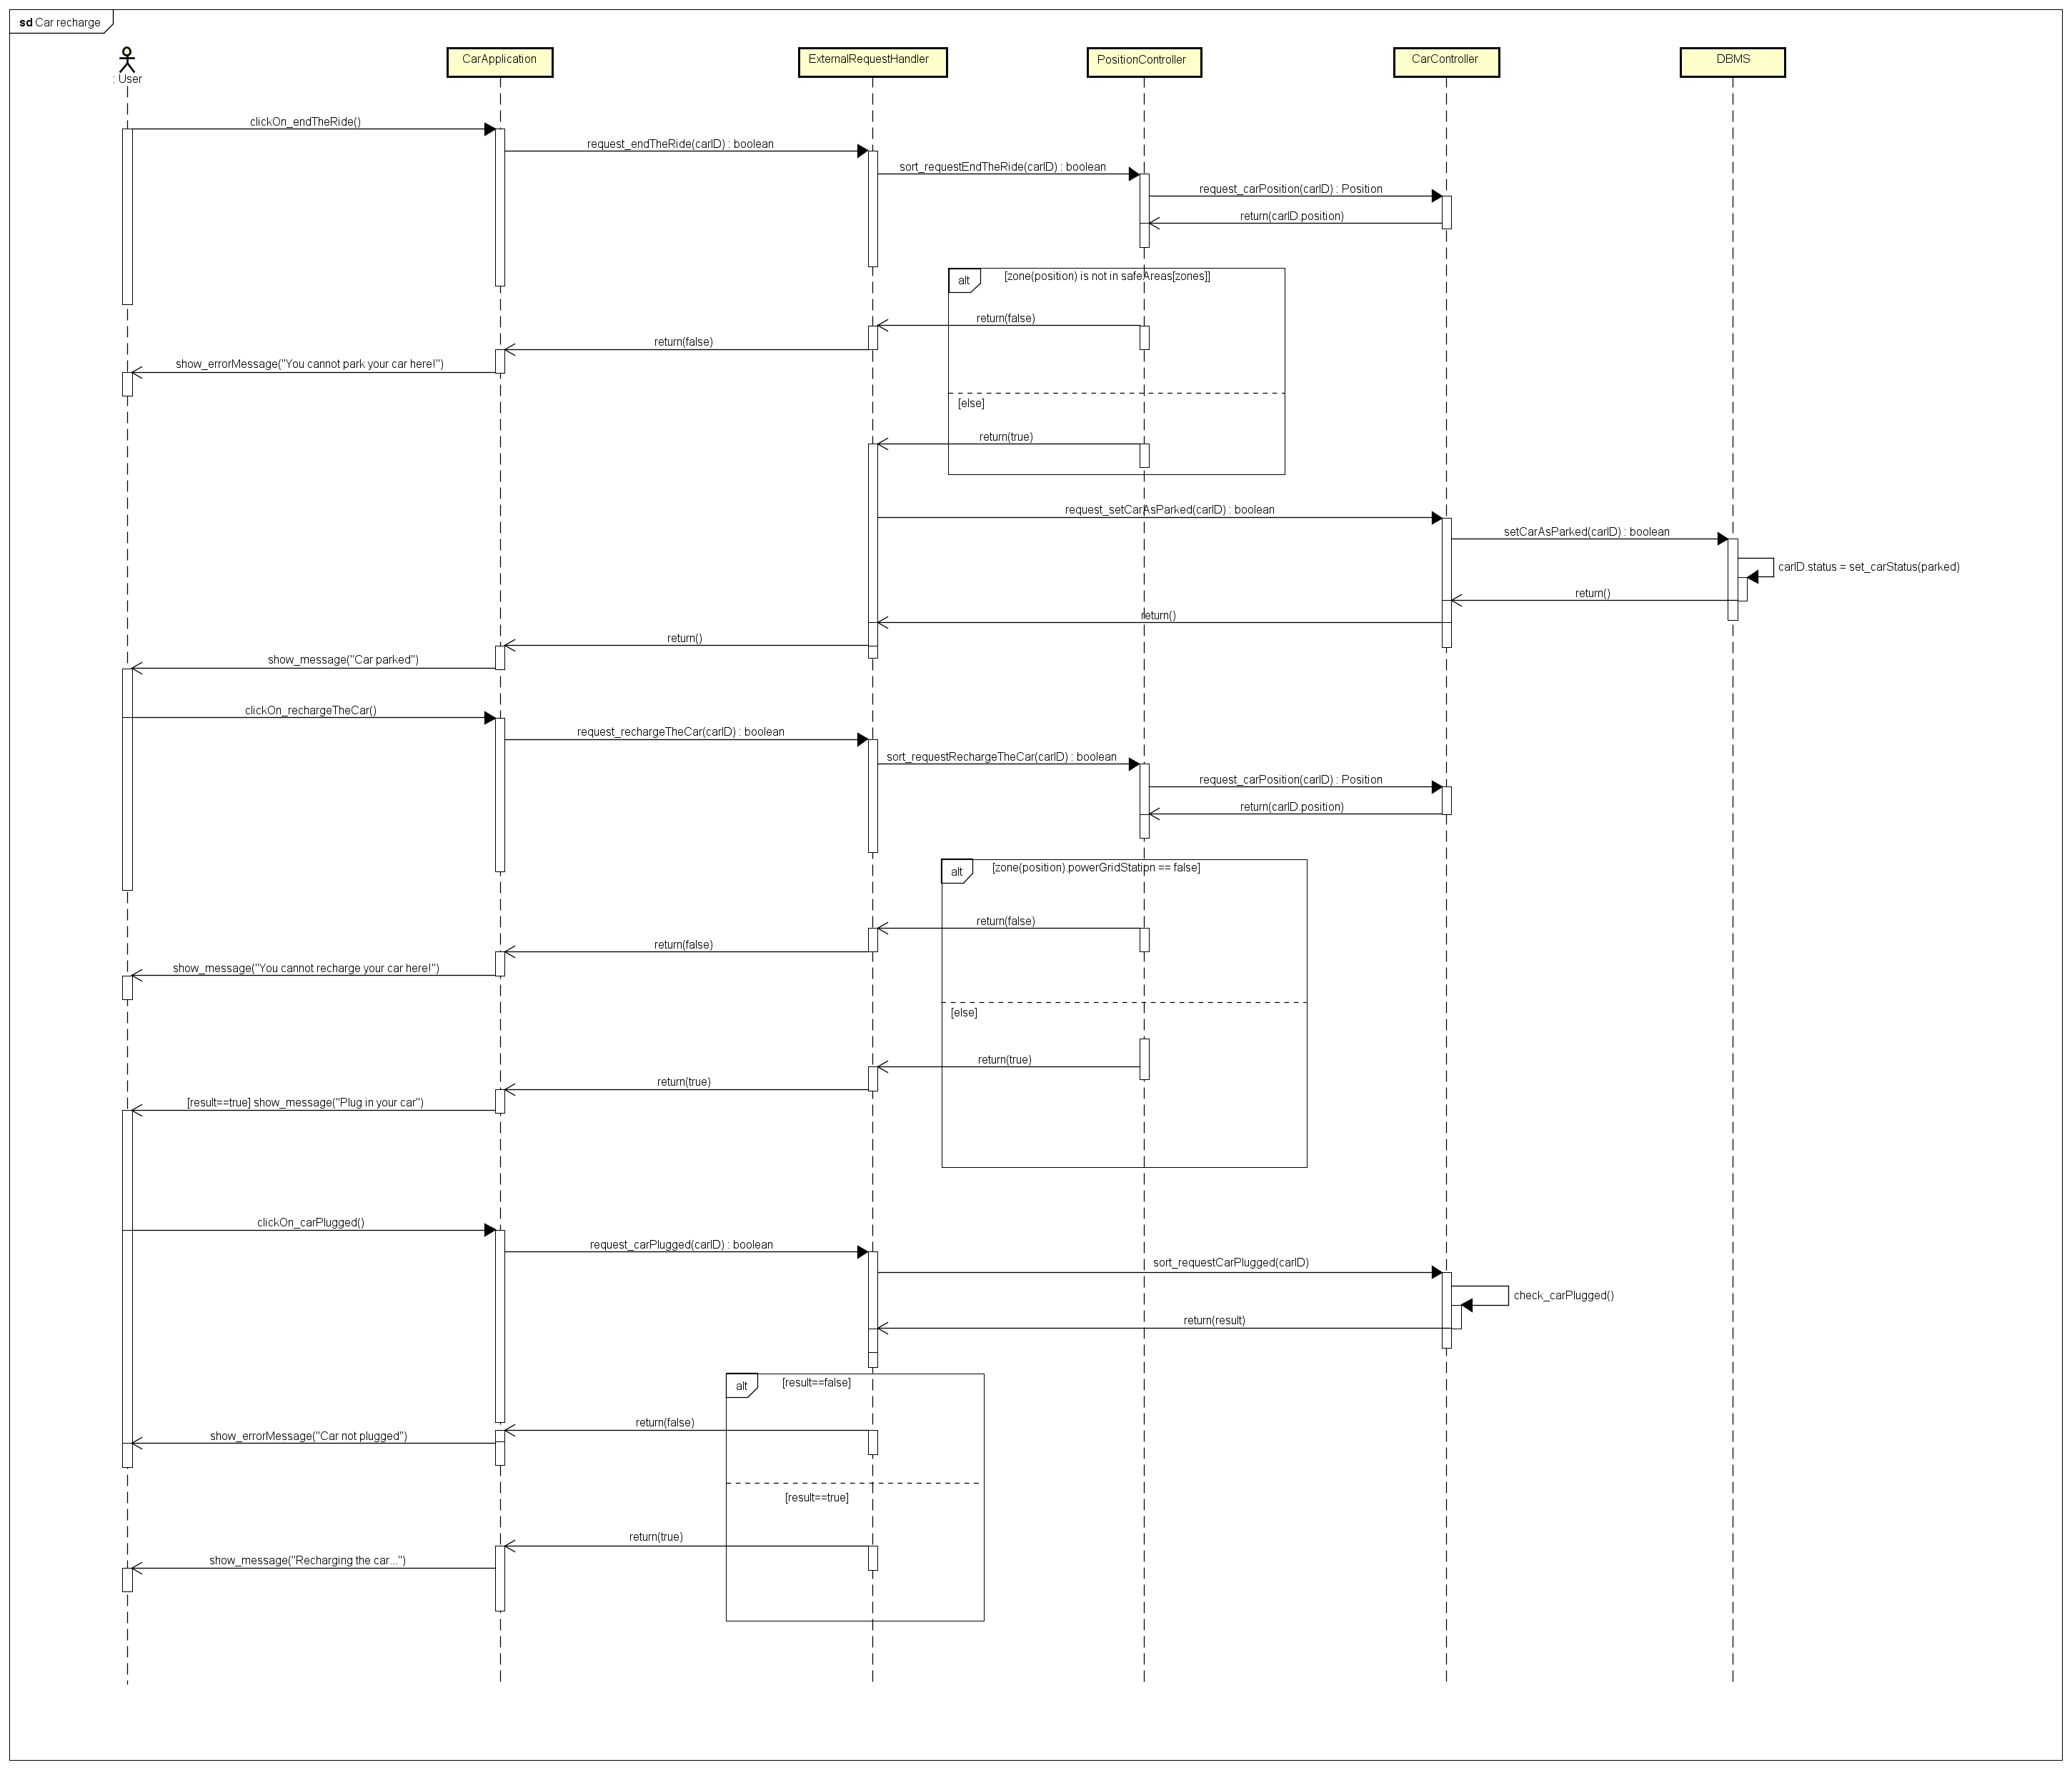 sd Car recharge
: User
CarApplication
ExternalRequestHandler
PositionController
CarController
DBMS
clickOn_endTheRide()
request_endTheRide(carID) : boolean
sort_requestEndTheRide(carID) : boolean
request_carPosition(carID) : Position
return(carID.position)
alt
[zone(position) is not in safeAreas[zones]]
return(false)
return(false)
show_errorMessage("You cannot park your car here!")
[else]
return(true)
request_setCarAsParked(carID) : boolean
setCarAsParked(carID) : boolean
carID.status = set_carStatus(parked)
return()
return()
return()
show_message("Car parked")
clickOn_rechargeTheCar()
request_rechargeTheCar(carID) : boolean
sort_requestRechargeTheCar(carID) : boolean
request_carPosition(carID) : Position
return(carID.position)
alt
[zone(position).powerGridStation == false]
return(false)
return(false)
show_message("You cannot recharge your car here!")
[else]
return(true)
return(true)
[result==true] show_message("Plug in your car")
clickOn_carPlugged()
request_carPlugged(carID) : boolean
sort_requestCarPlugged(carID)
check_carPlugged()
return(result)
alt
[result==false]
return(false)
show_errorMessage("Car not plugged")
[result==true]
return(true)
show_message("Recharging the car...")